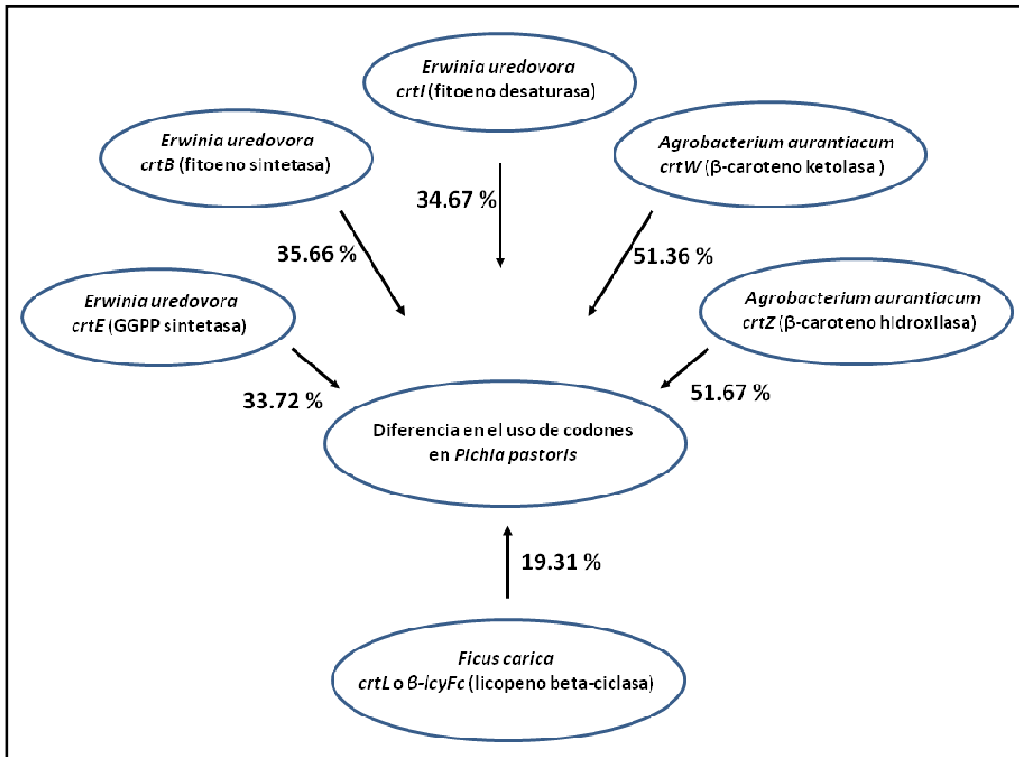 Erwinia uredovora
crtI (fitoeno desaturasa)
Erwinia uredovora
crtB (fitoeno sintetasa)
Agrobacterium aurantiacum
crtW (β-caroteno ketolasa )
34.67 %
35.66 %
51.36 %
Erwinia uredovora
crtE (GGPP sintetasa)
Agrobacterium aurantiacum
crtZ (β-caroteno hidroxilasa)
33.72 %
51.67 %
Diferencia en el uso de codones
en Pichia pastoris
19.31 %
Ficus carica
crtL o β-lcyFc (licopeno beta-ciclasa)